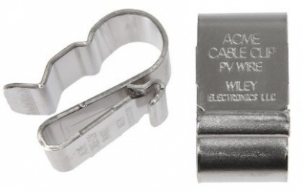 ACME
CABLE CLIP
PV WIRE
WILEY
ELECTRONICS LLC